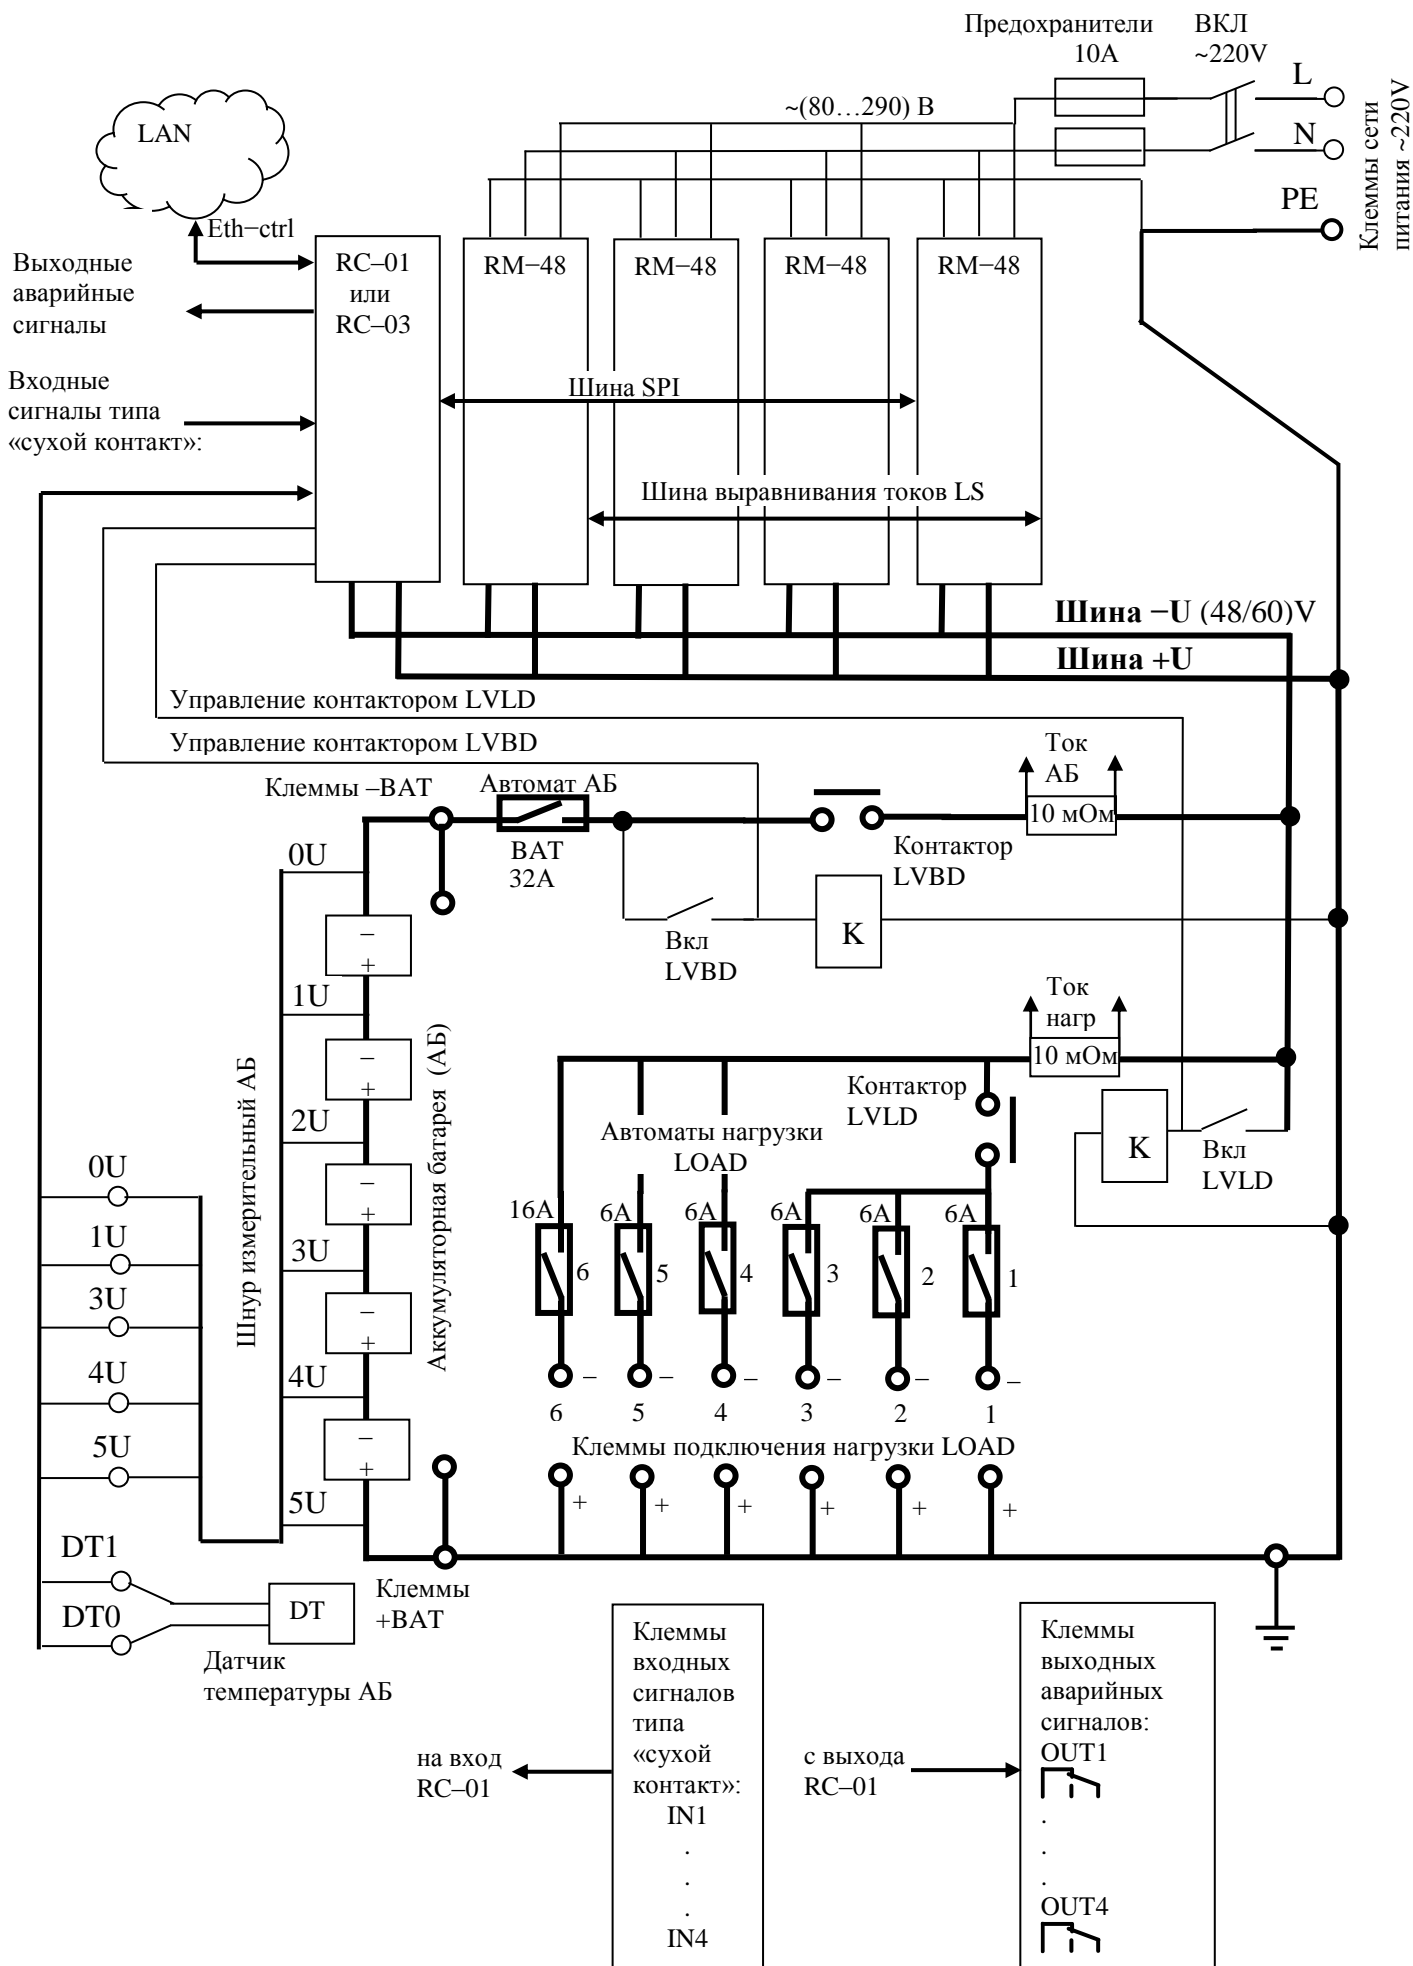 Предохранители
10А
ВКЛ
~220V
L
N
PE
Клеммы сети
питания ~220V
~(80…290) В
LAN
Eth−ctrl
Выходные
аварийные
сигналы
RC–01
или
RC–03
RM−48
RM−48
RM−48
RM−48
Входные
сигналы типа
«сухой контакт»:
Шина SPI
Шина выравнивания токов LS
Шина −U (48/60)V
Шина +U
Управление контактором LVLD
Управление контактором LVBD
Клеммы –BAT
Автомат АБ
BAT
32A
Ток
АБ
10 мОм
Контактор
LVBD
Вкл
LVBD
K
0U
–
+
1U
–
+
2U
–
+
3U
–
+
4U
–
+
5U
Шнур измерительный АБ
Аккумуляторная батарея (АБ)
Ток
нагр
10 мОм
Контактор
LVLD
K
Вкл
LVLD
Автоматы нагрузки
LOAD
16A
6A
6A
6A
6A
6A
6
5
4
3
2
1
–
–
–
–
–
–
6
5
4
3
2
1
Клеммы подключения нагрузки LOAD
+
+
+
+
+
+
0U
1U
3U
4U
5U
DT1
DT0
DT
Датчик
температуры АБ
Клеммы
+BAT
Клеммы
входных
сигналов
типа
«сухой
контакт»:
IN1
.
.
.
IN4
на вход
RC–01
с выхода
RC–01
Клеммы
выходных
аварийных
сигналов:
OUT1
.
.
.
OUT4